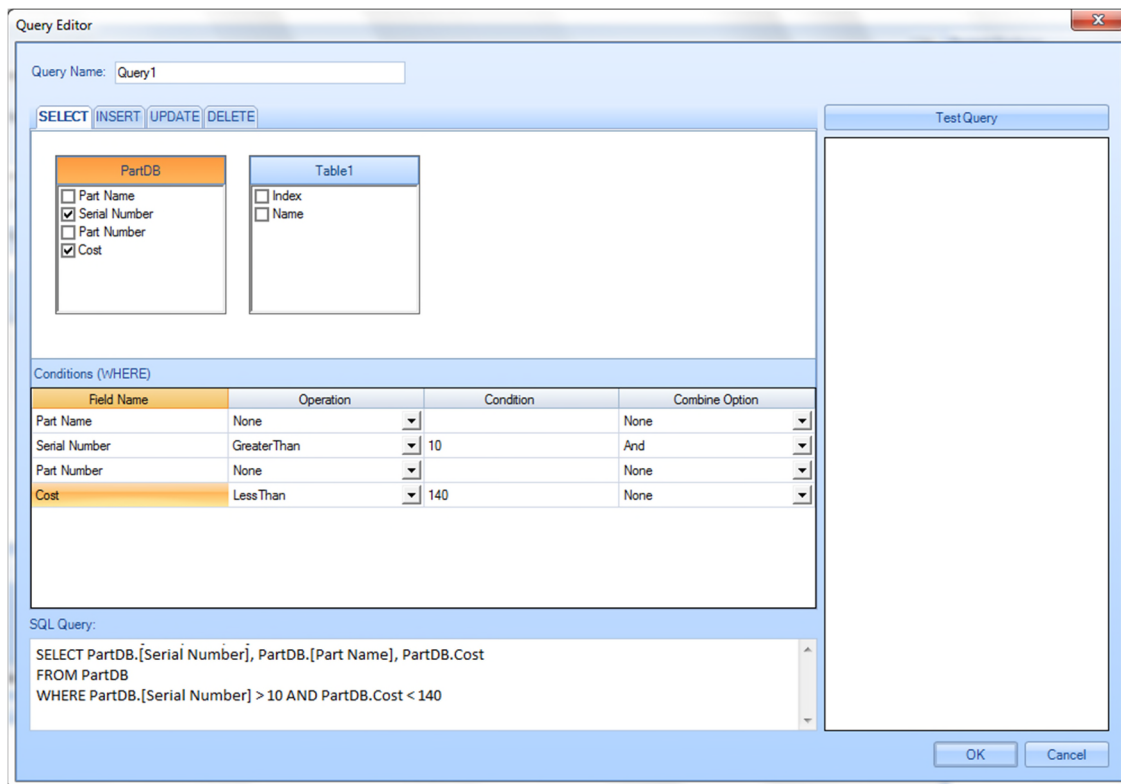 Query Editor
Query Name: Query1
SELECT INSERT UPDATE DELETE
Test Query
PartDB
Part Name
Serial Number
Part Number
Cost
Table1
Index
Name
Conditions (WHERE)
Field Name Operation Condition Combine Option
Part Name None None
Serial Number GreaterThan 10 And
Part Number None None
Cost LessThan 140 None
SQL Query:
SELECT PartDB.[Serial Number], PartDB.[Part Name], PartDB.Cost
FROM PartDB
WHERE PartDB.[Serial Number] > 10 AND PartDB.Cost < 140
OK Cancel